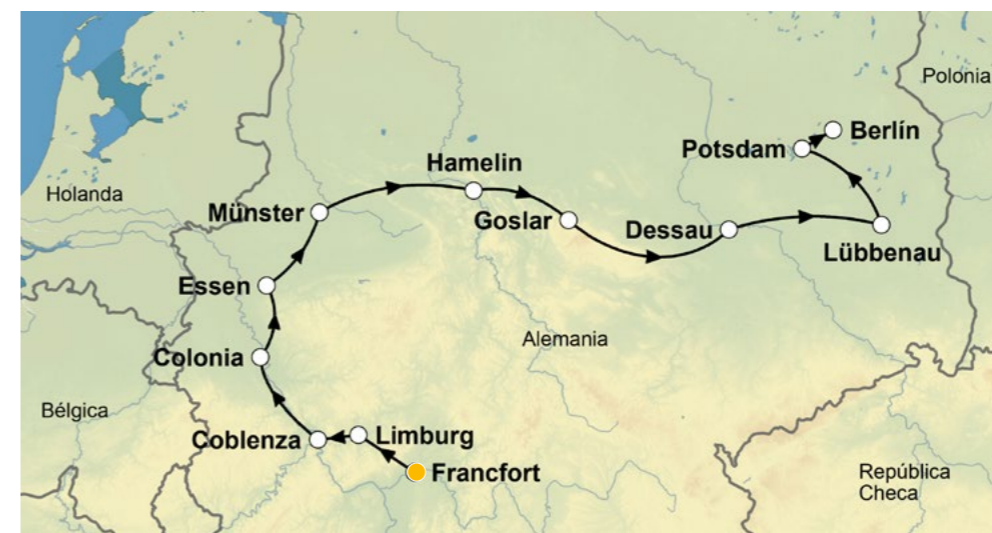 Polonia
Berlín
Potsdam
Hamelin
Holanda
Münster
Goslar
Dessau
Lübbenau
Essen
Alemania
Colonia
Bélgica
Coblenza
Limburg
Francfort
República
Checa